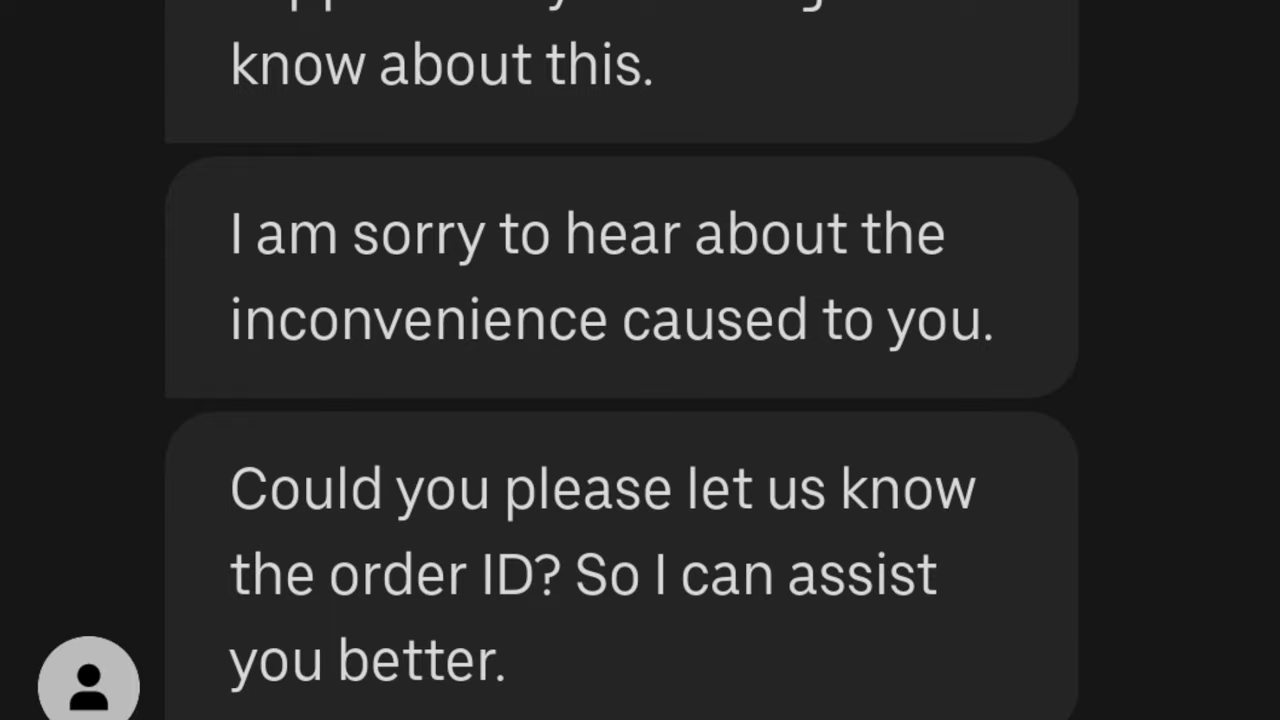 know about this.
I am sorry to hear about the
inconvenience caused to you.
Could you please let us know
the order ID? So I can assist
you better.